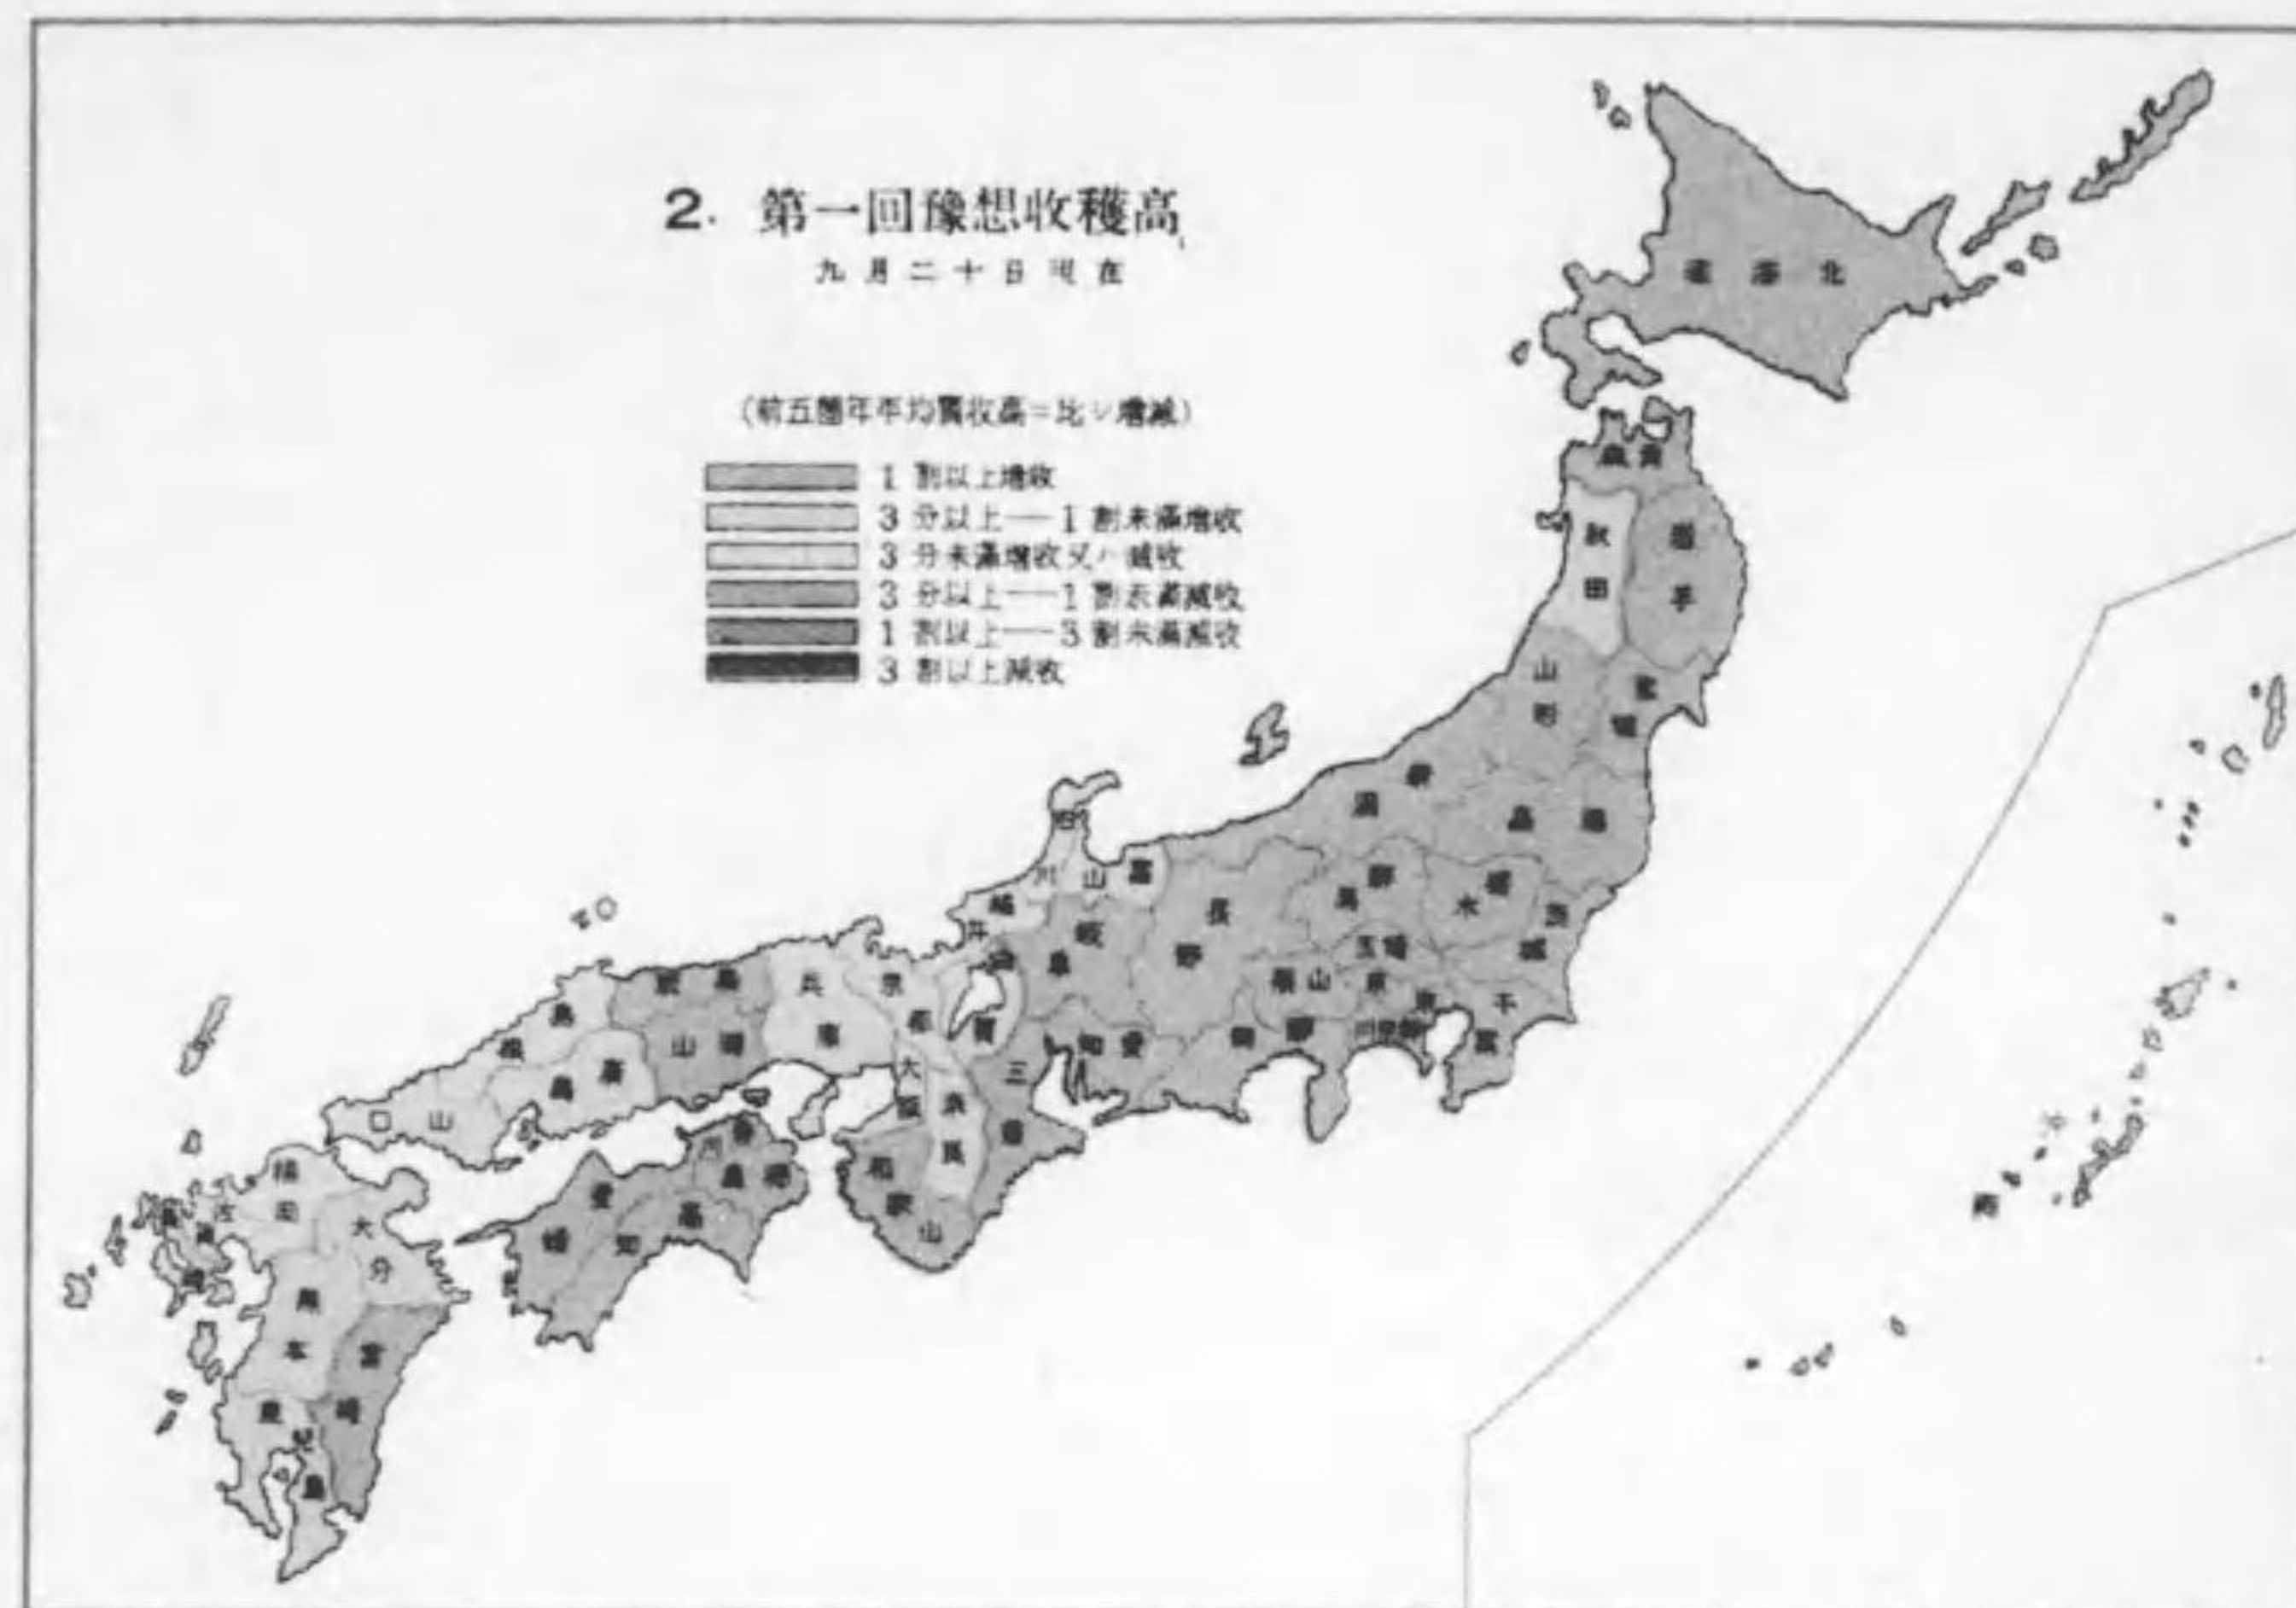 2. 第一回豫想收穫高
九月二十日現在
(前五箇年平均實收高ニ比シ增減)
1 割以上增收
3 分以上——1 割未滿增收
3 分未滿增收又ハ減收
3 分以上——1 割未滿減收
1 割以上——3 割未滿減收
3 割以上減收
北海道
青森
秋田
岩手
山形
宮城
新潟
福島
石川
富山
福井
岐阜
長野
群馬
栃木
茨城
埼玉
山梨
東京
千葉
神奈川
靜岡
愛知
滋賀
三重
京都
兵庫
大阪
奈良
和歌山
鳥取
岡山
島根
廣島
山口
香川
德島
愛媛
高知
福岡
佐賀
長崎
大分
熊本
宮崎
鹿兒島